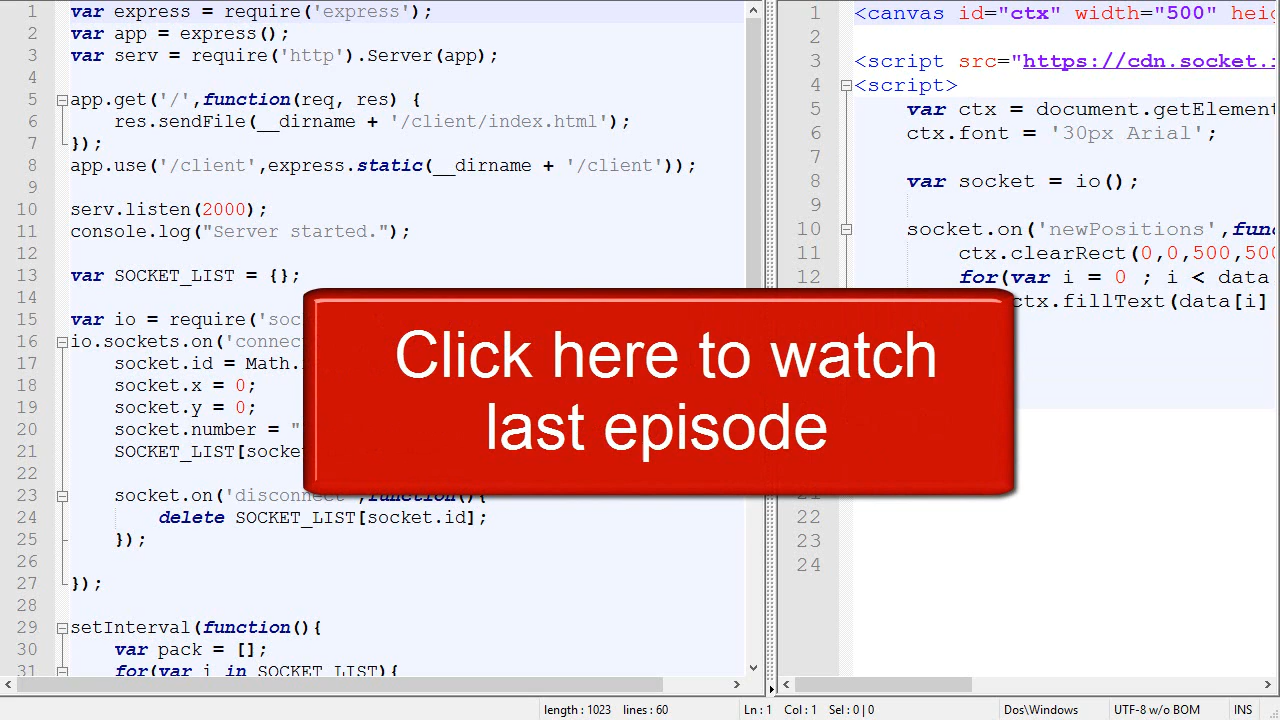 1 var express = require('express');
2 var app = express();
3 var serv = require('http').Server(app);
4
5 app.get('/',function(req, res) {
6 res.sendFile(__dirname + '/client/index.html');
7 });
8 app.use('/client',express.static(__dirname + '/client'));
9
10 serv.listen(2000);
11 console.log("Server started.");
12
13 var SOCKET_LIST = {};
14
15 var io = require('soc
16 io.sockets.on('connec
17 socket.id = Math.
18 socket.x = 0;
19 socket.y = 0;
20 socket.number = "
21 SOCKET_LIST[socke
22
23 socket.on('disconnect',function(){
24 delete SOCKET_LIST[socket.id];
25 });
26
27 });
28
29 setInterval(function(){
30 var pack = [];
31 for(var i in SOCKET_LIST){
1 <canvas id="ctx" width="500" heig
2
3 <script src="https://cdn.socket.
4 <script>
5 var ctx = document.getElement
6 ctx.font = '30px Arial';
7
8 var socket = io();
9
10 socket.on('newPositions',func
11 ctx.clearRect(0,0,500,500
12 for(var i = 0 ; i < data
ctx.fillText(data[i]
21
22
23
24
Click here to watch
last episode
length : 1023 lines : 60 Ln : 1 Col : 1 Sel : 0 | 0 Dos\Windows UTF-8 w/o BOM INS